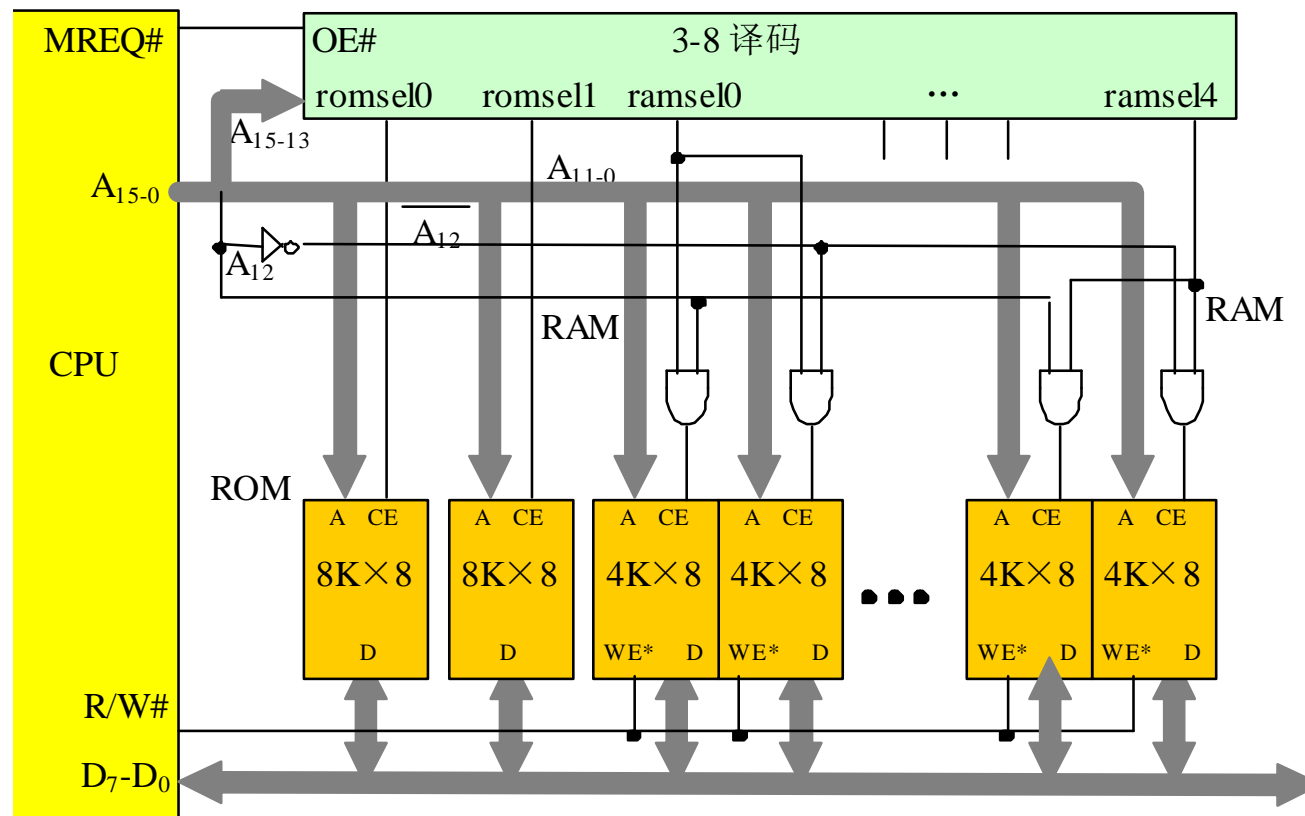 MREQ#
OE#
3-8 译码
romsel0
romsel1
ramsel0
...
ramsel4
A15-13
A15-0
A11-0
A12
A12
RAM
RAM
CPU
ROM
A CE
A CE
A CE
A CE
A CE
A CE
8K×8
8K×8
4K×8
4K×8
4K×8
4K×8
D
D
WE* D
WE* D
WE* D
WE* D
R/W#
D7-D0